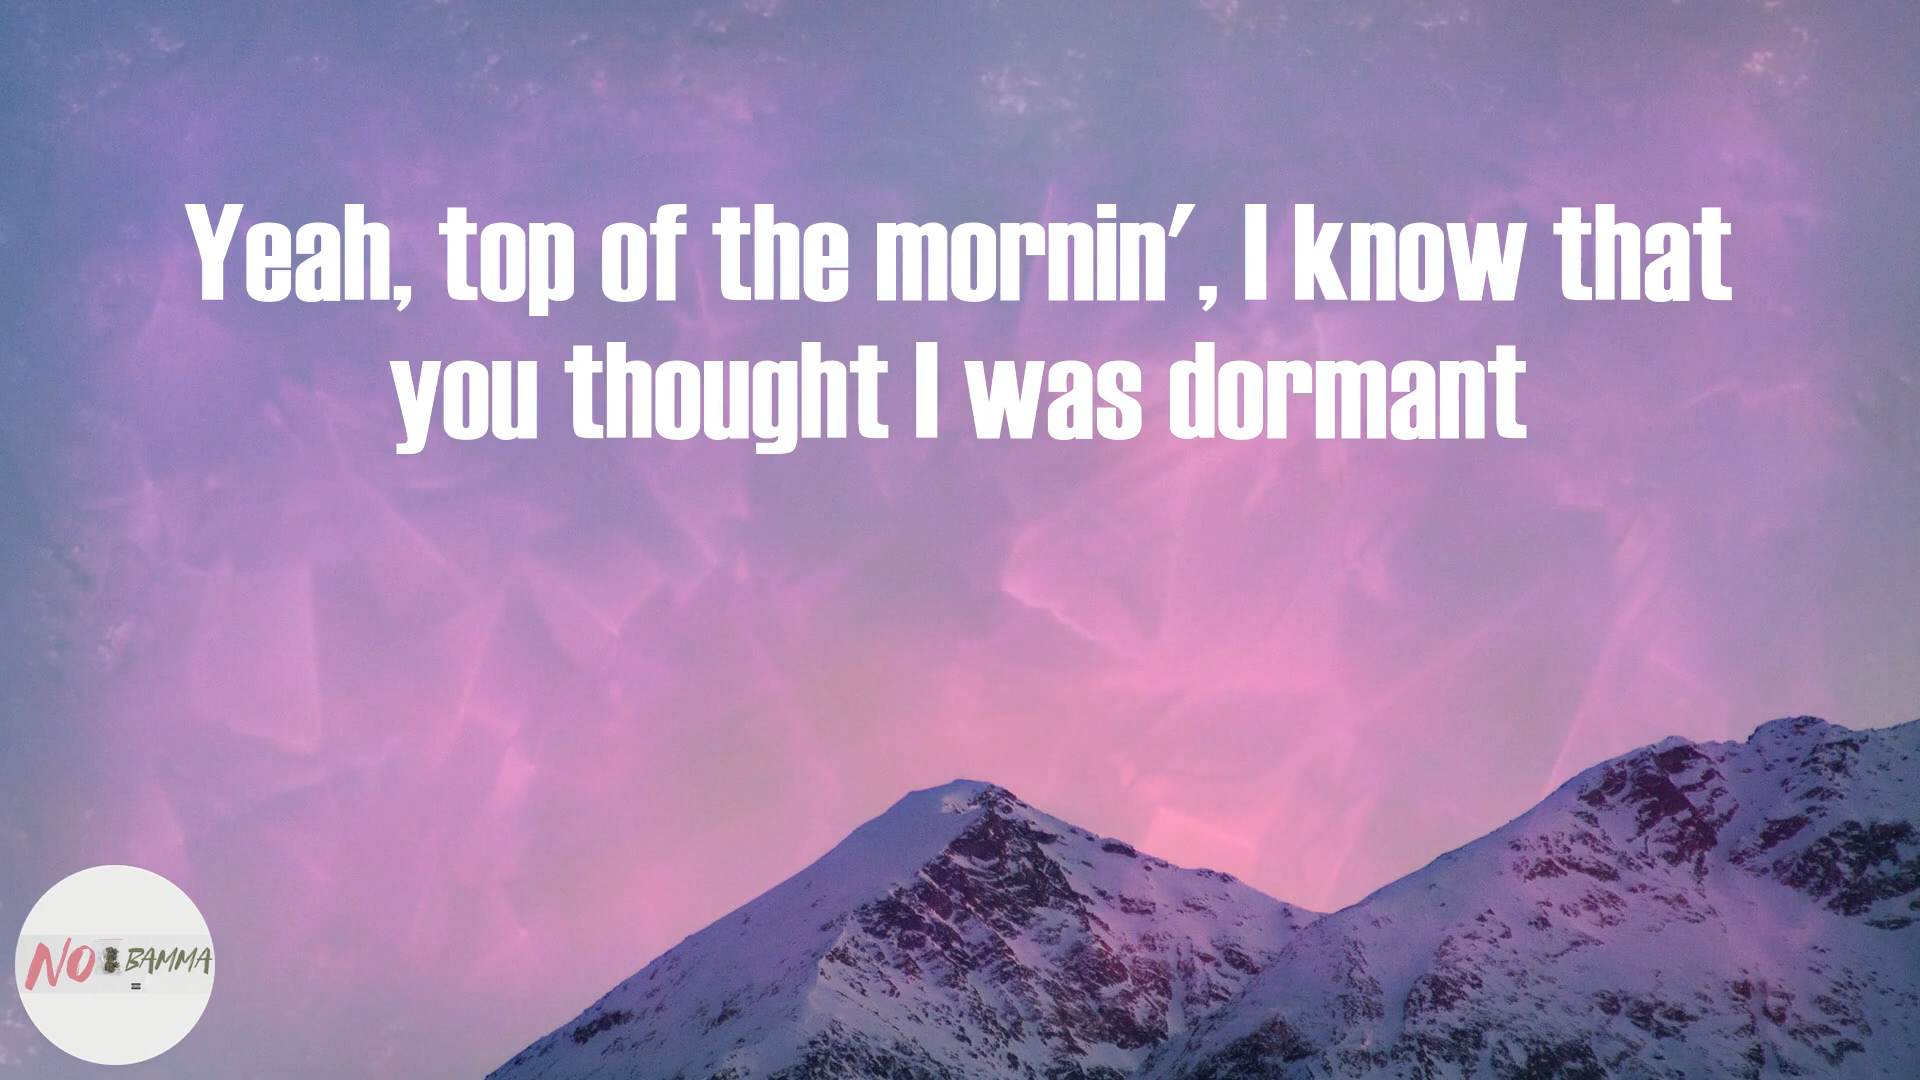 Yeah, top of the mornin', I know that
you thought I was dormant
NO BAMMA